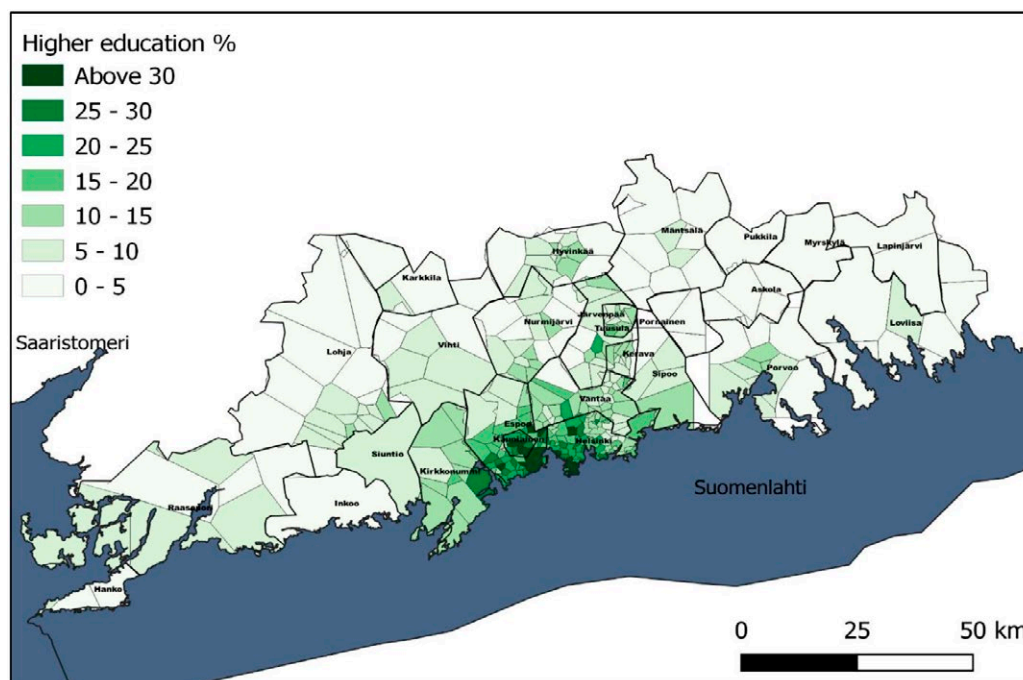 Higher education %
Above 30
25 - 30
20 - 25
15 - 20
10 - 15
5 - 10
0 - 5
Mäntsälä
Pukkila
Myrskylä
Lapinjärvi
Hyvinkää
Karkkila
Askola
Järvenpää
Pornainen
Nurmijärvi
Tuusula
Loviisa
Saaristomeri
Lohja
Vihti
Kerava
Sipoo
Porvoo
Vantaa
Espoo
Kauniainen
Helsinki
Siuntio
Kirkkonummi
Suomenlahti
Inkoo
Raasepori
Hanko
0 25 50 km